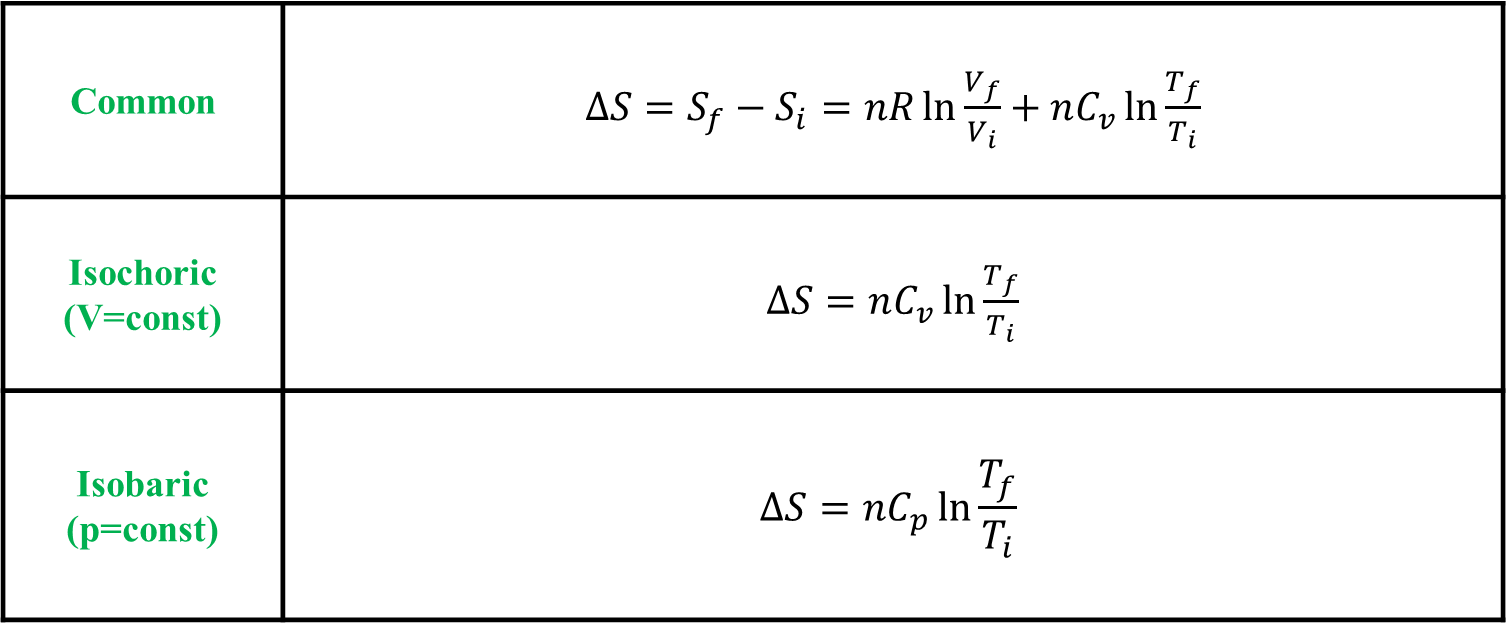 Common
ΔS = S_f − S_i = nR ln V_f/V_i + nC_v ln T_f/T_i
Isochoric
(V=const)
ΔS = nC_v ln T_f/T_i
Isobaric
(p=const)
ΔS = nC_p ln T_f/T_i